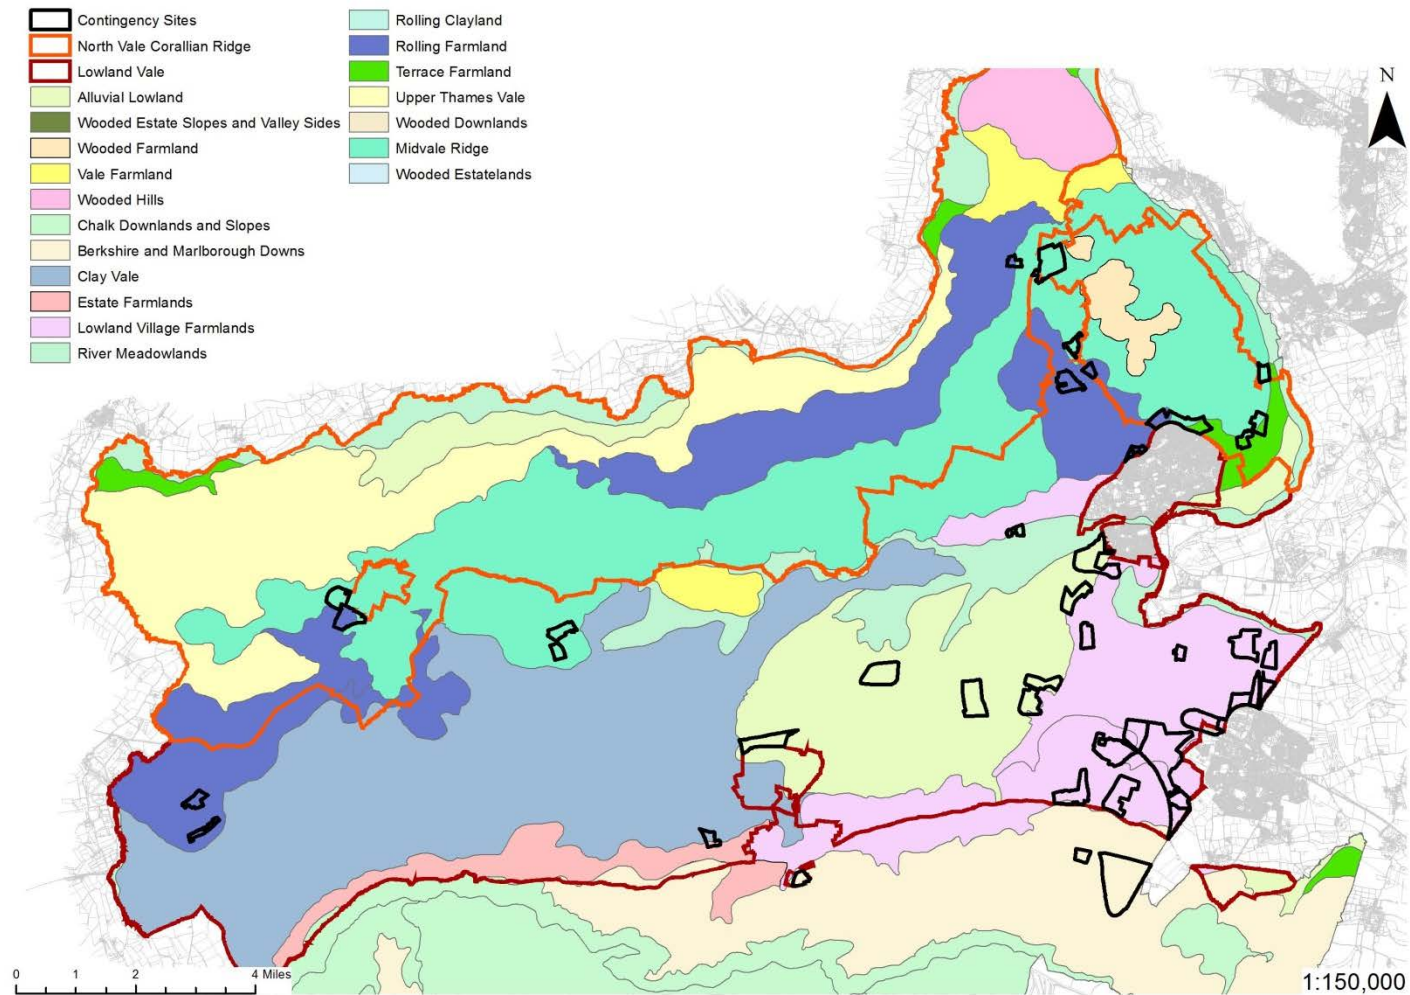 Contingency Sites
North Vale Corallian Ridge
Lowland Vale
Alluvial Lowland
Wooded Estate Slopes and Valley Sides
Wooded Farmland
Vale Farmland
Wooded Hills
Chalk Downlands and Slopes
Berkshire and Marlborough Downs
Clay Vale
Estate Farmlands
Lowland Village Farmlands
River Meadowlands
Rolling Clayland
Rolling Farmland
Terrace Farmland
Upper Thames Vale
Wooded Downlands
Midvale Ridge
Wooded Estatelands
N
0 1 2 4 Miles
1:150,000